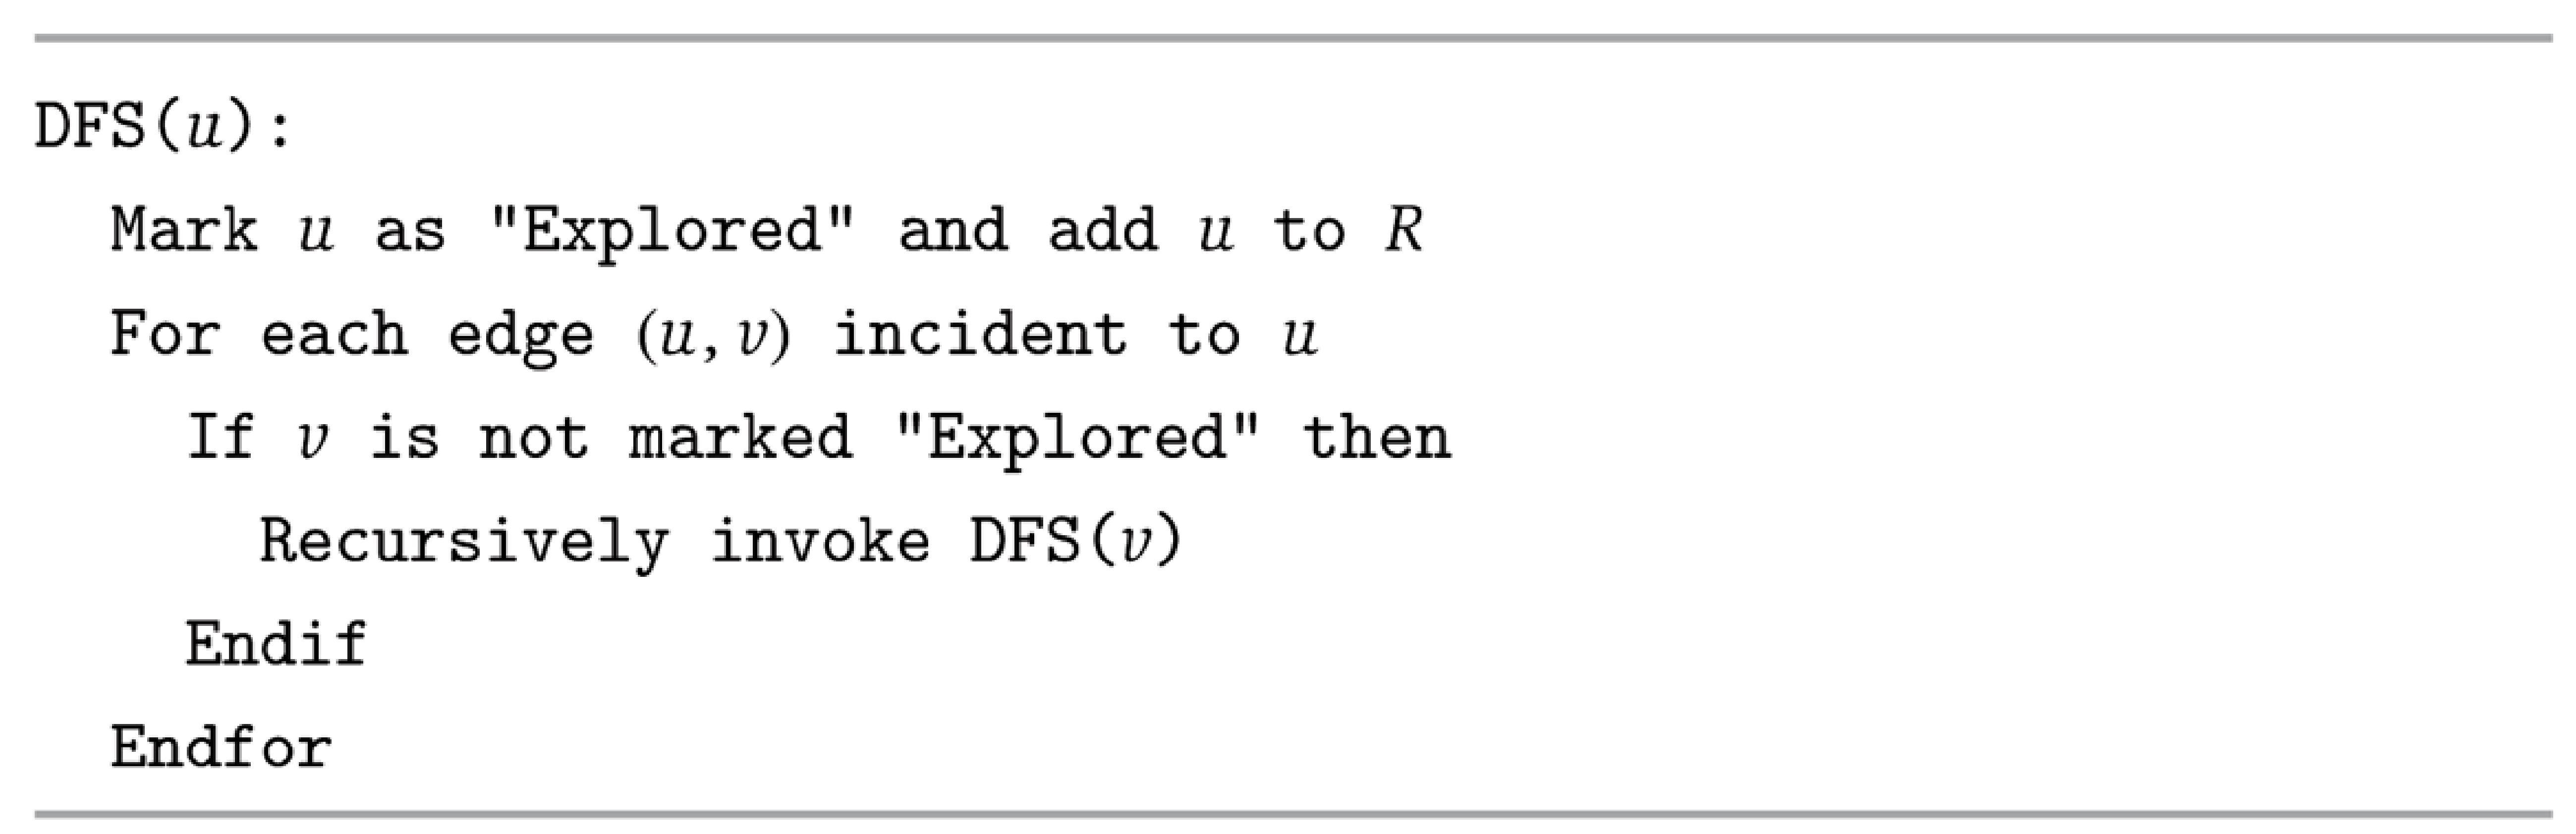 DFS(u):
Mark u as "Explored" and add u to R
For each edge (u, v) incident to u
If v is not marked "Explored" then
Recursively invoke DFS(v)
Endif
Endfor